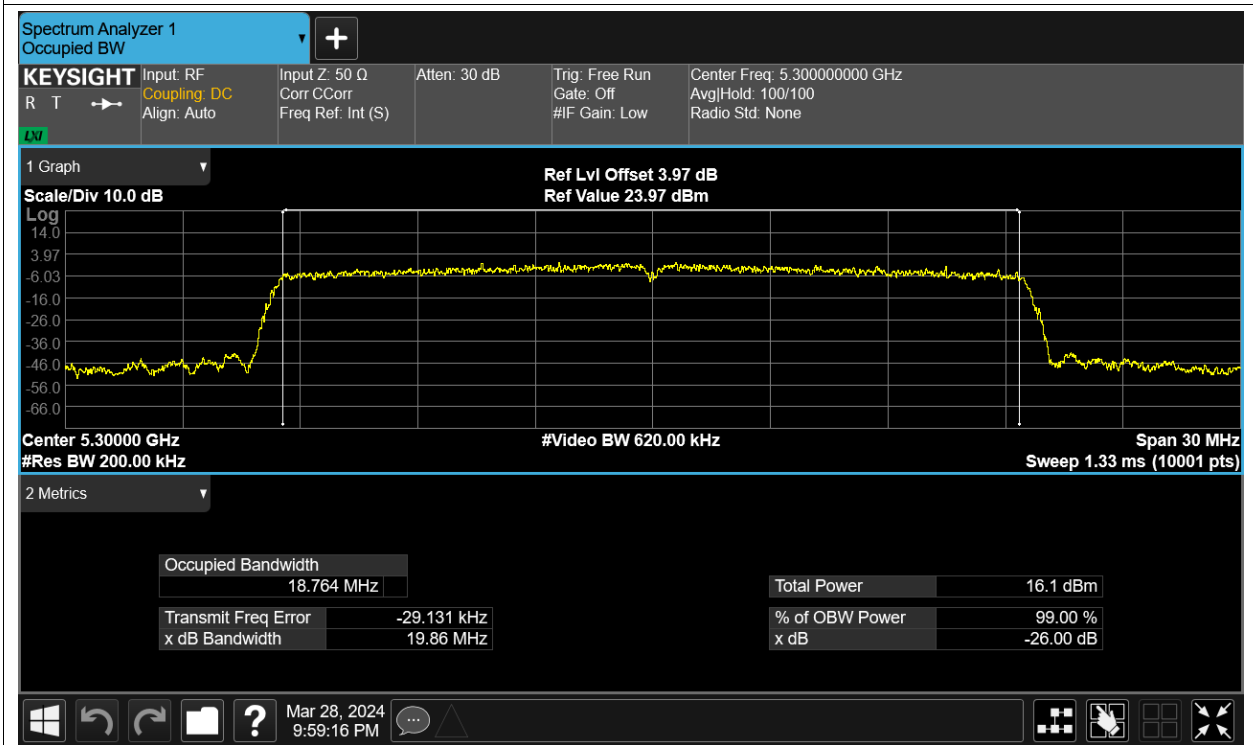 Spectrum Analyzer 1
Occupied BW
KEYSIGHT
R T
LXI
Input: RF
Coupling: DC
Align: Auto
Input Z: 50 Ω
Corr CCorr
Freq Ref: Int (S)
Atten: 30 dB
Trig: Free Run
Gate: Off
#IF Gain: Low
Center Freq: 5.300000000 GHz
Avg|Hold: 100/100
Radio Std: None
1 Graph
Scale/Div 10.0 dB
Ref Lvl Offset 3.97 dB
Ref Value 23.97 dBm
Log
14.0
3.97
-6.03
-16.0
-26.0
-36.0
-46.0
-56.0
-66.0
Center 5.30000 GHz
#Video BW 620.00 kHz
Span 30 MHz
#Res BW 200.00 kHz
Sweep 1.33 ms (10001 pts)
2 Metrics
Occupied Bandwidth
18.764 MHz
Total Power 16.1 dBm
Transmit Freq Error -29.131 kHz
% of OBW Power 99.00 %
x dB Bandwidth 19.86 MHz
x dB -26.00 dB
?
Mar 28, 2024
9:59:16 PM